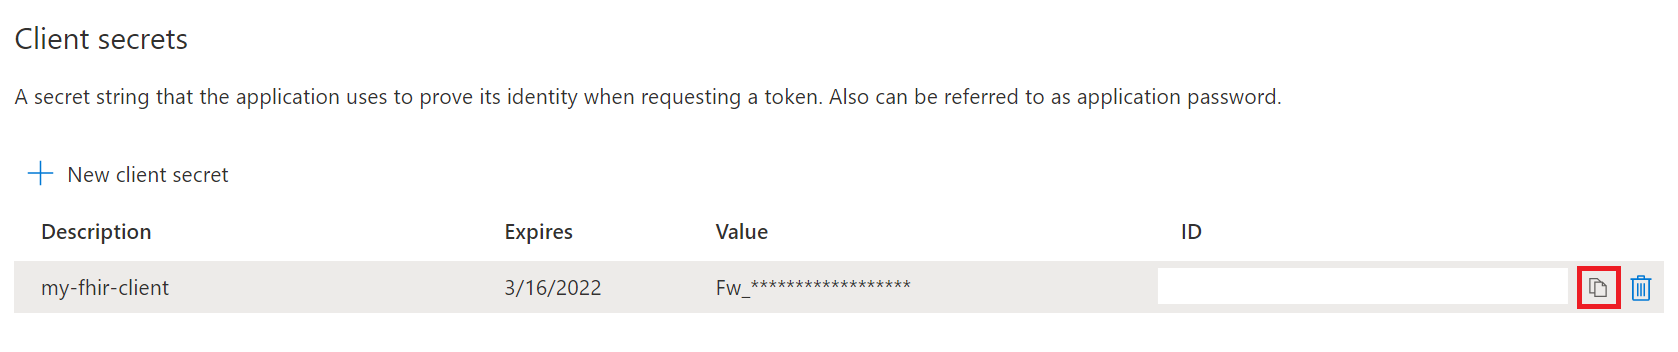 Client secrets
A secret string that the application uses to prove its identity when requesting a token. Also can be referred to as application password.
New client secret
Description Expires Value ID
my-fhir-client 3/16/2022 Fw_******************